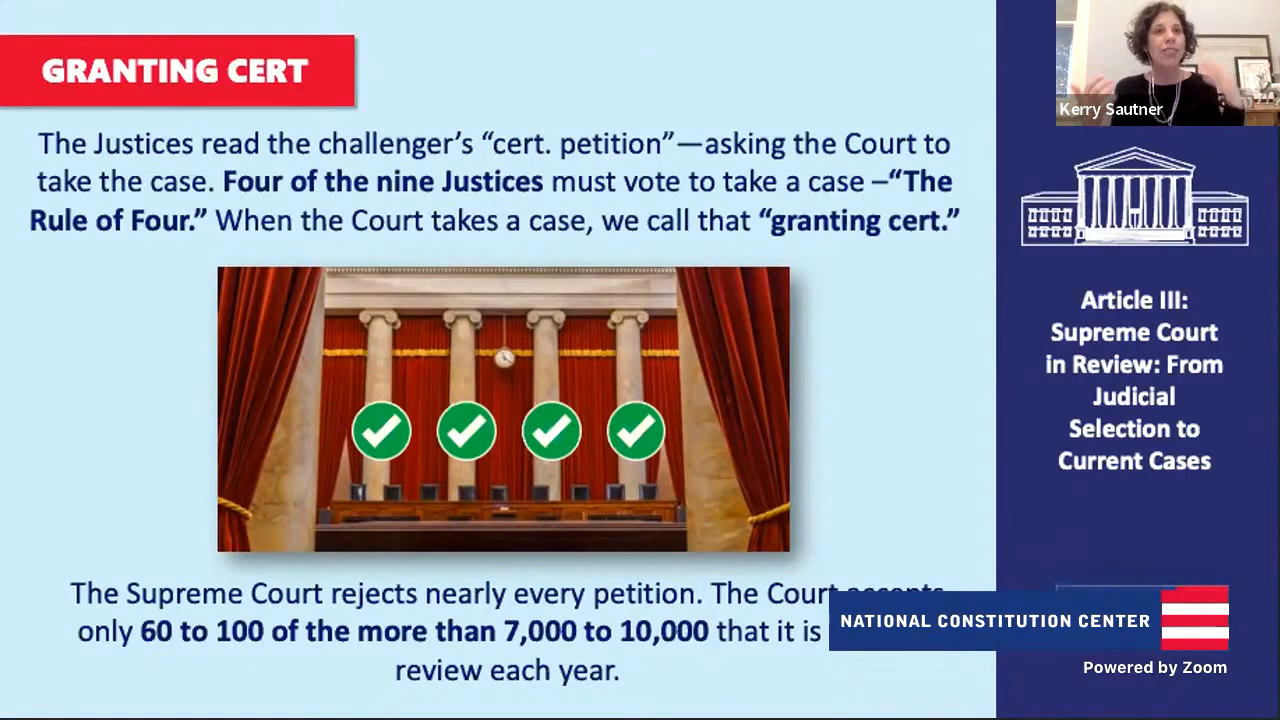 GRANTING CERT
The Justices read the challenger’s “cert. petition”—asking the Court to
take the case. Four of the nine Justices must vote to take a case –“The
Rule of Four.” When the Court takes a case, we call that “granting cert.”
The Supreme Court rejects nearly every petition. The Court accepts
only 60 to 100 of the more than 7,000 to 10,000 that it is
review each year.
Kerry Sautner
Article III:
Supreme Court
in Review: From
Judicial
Selection to
Current Cases
NATIONAL CONSTITUTION CENTER
Powered by Zoom